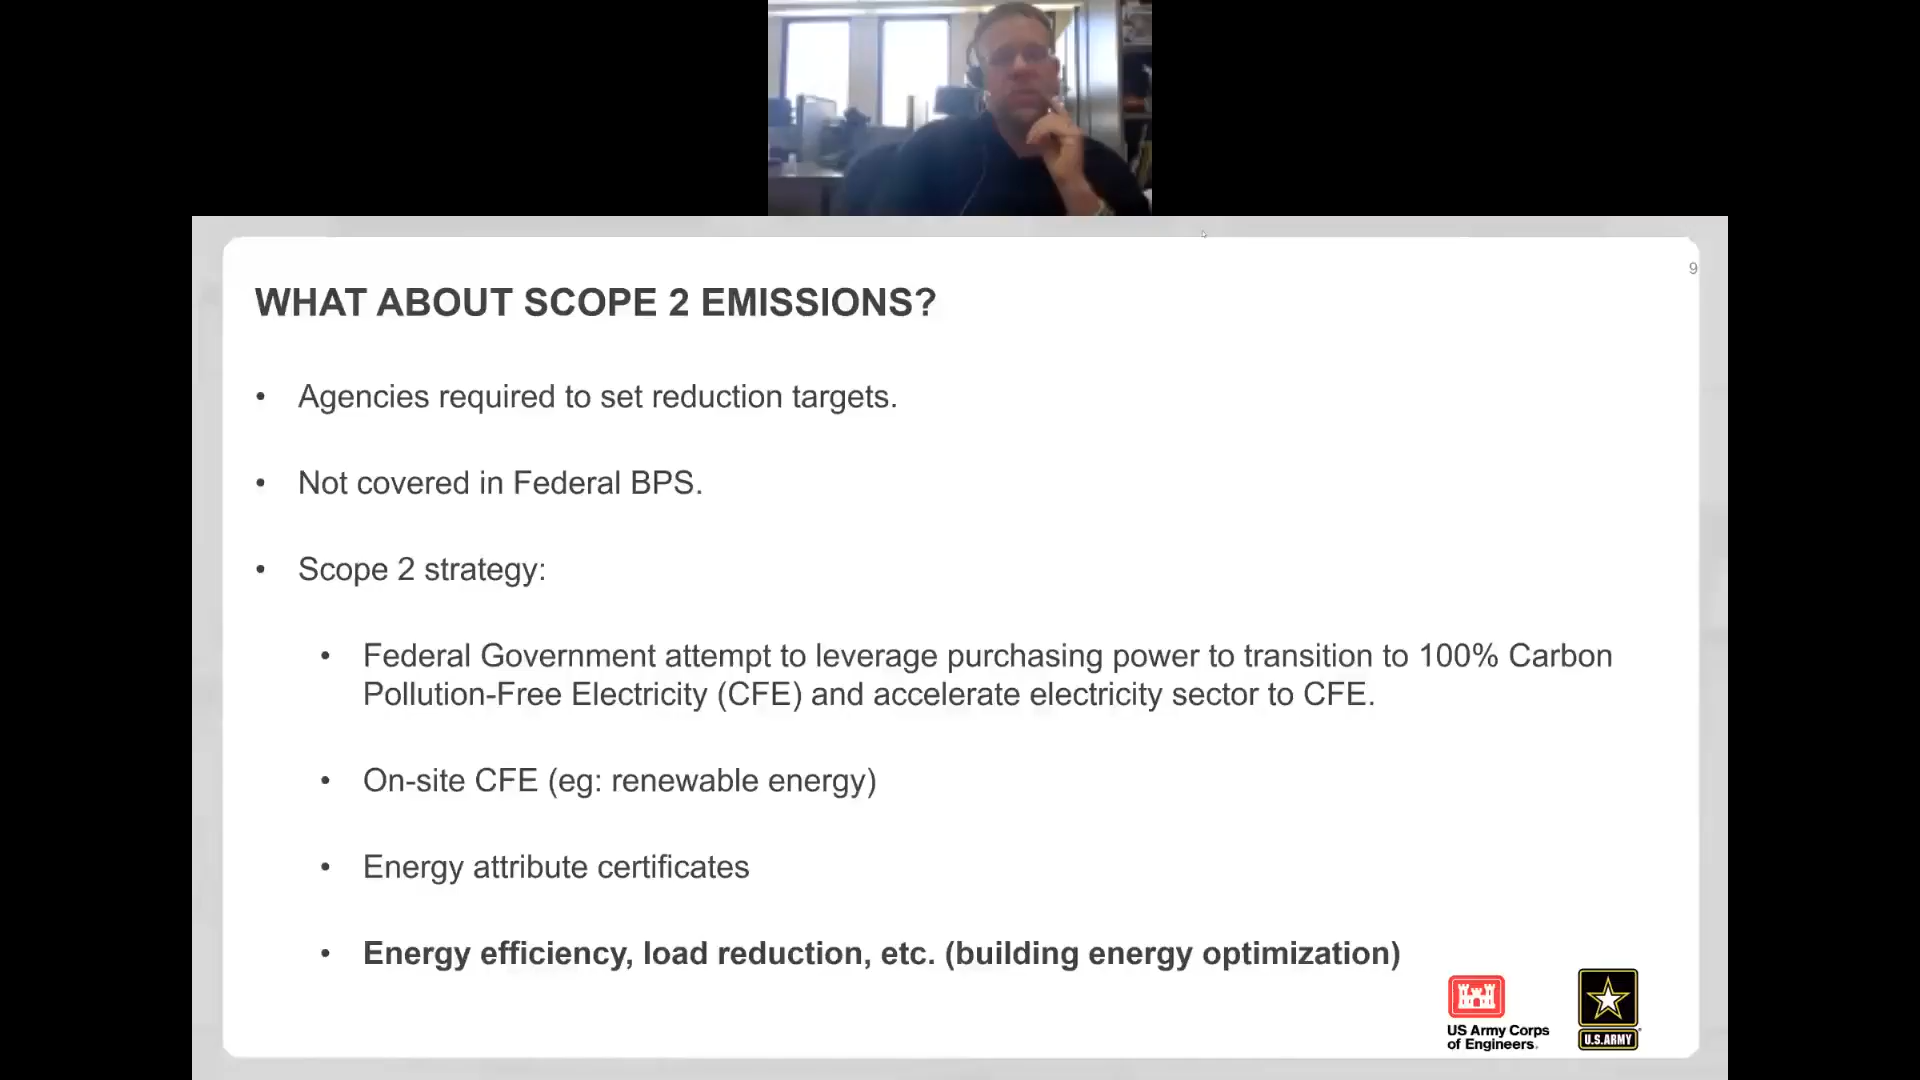 9
WHAT ABOUT SCOPE 2 EMISSIONS?
• Agencies required to set reduction targets.
• Not covered in Federal BPS.
• Scope 2 strategy:
• Federal Government attempt to leverage purchasing power to transition to 100% Carbon
Pollution-Free Electricity (CFE) and accelerate electricity sector to CFE.
• On-site CFE (eg: renewable energy)
• Energy attribute certificates
• Energy efficiency, load reduction, etc. (building energy optimization)
US Army Corps
of Engineers.
U.S.ARMY